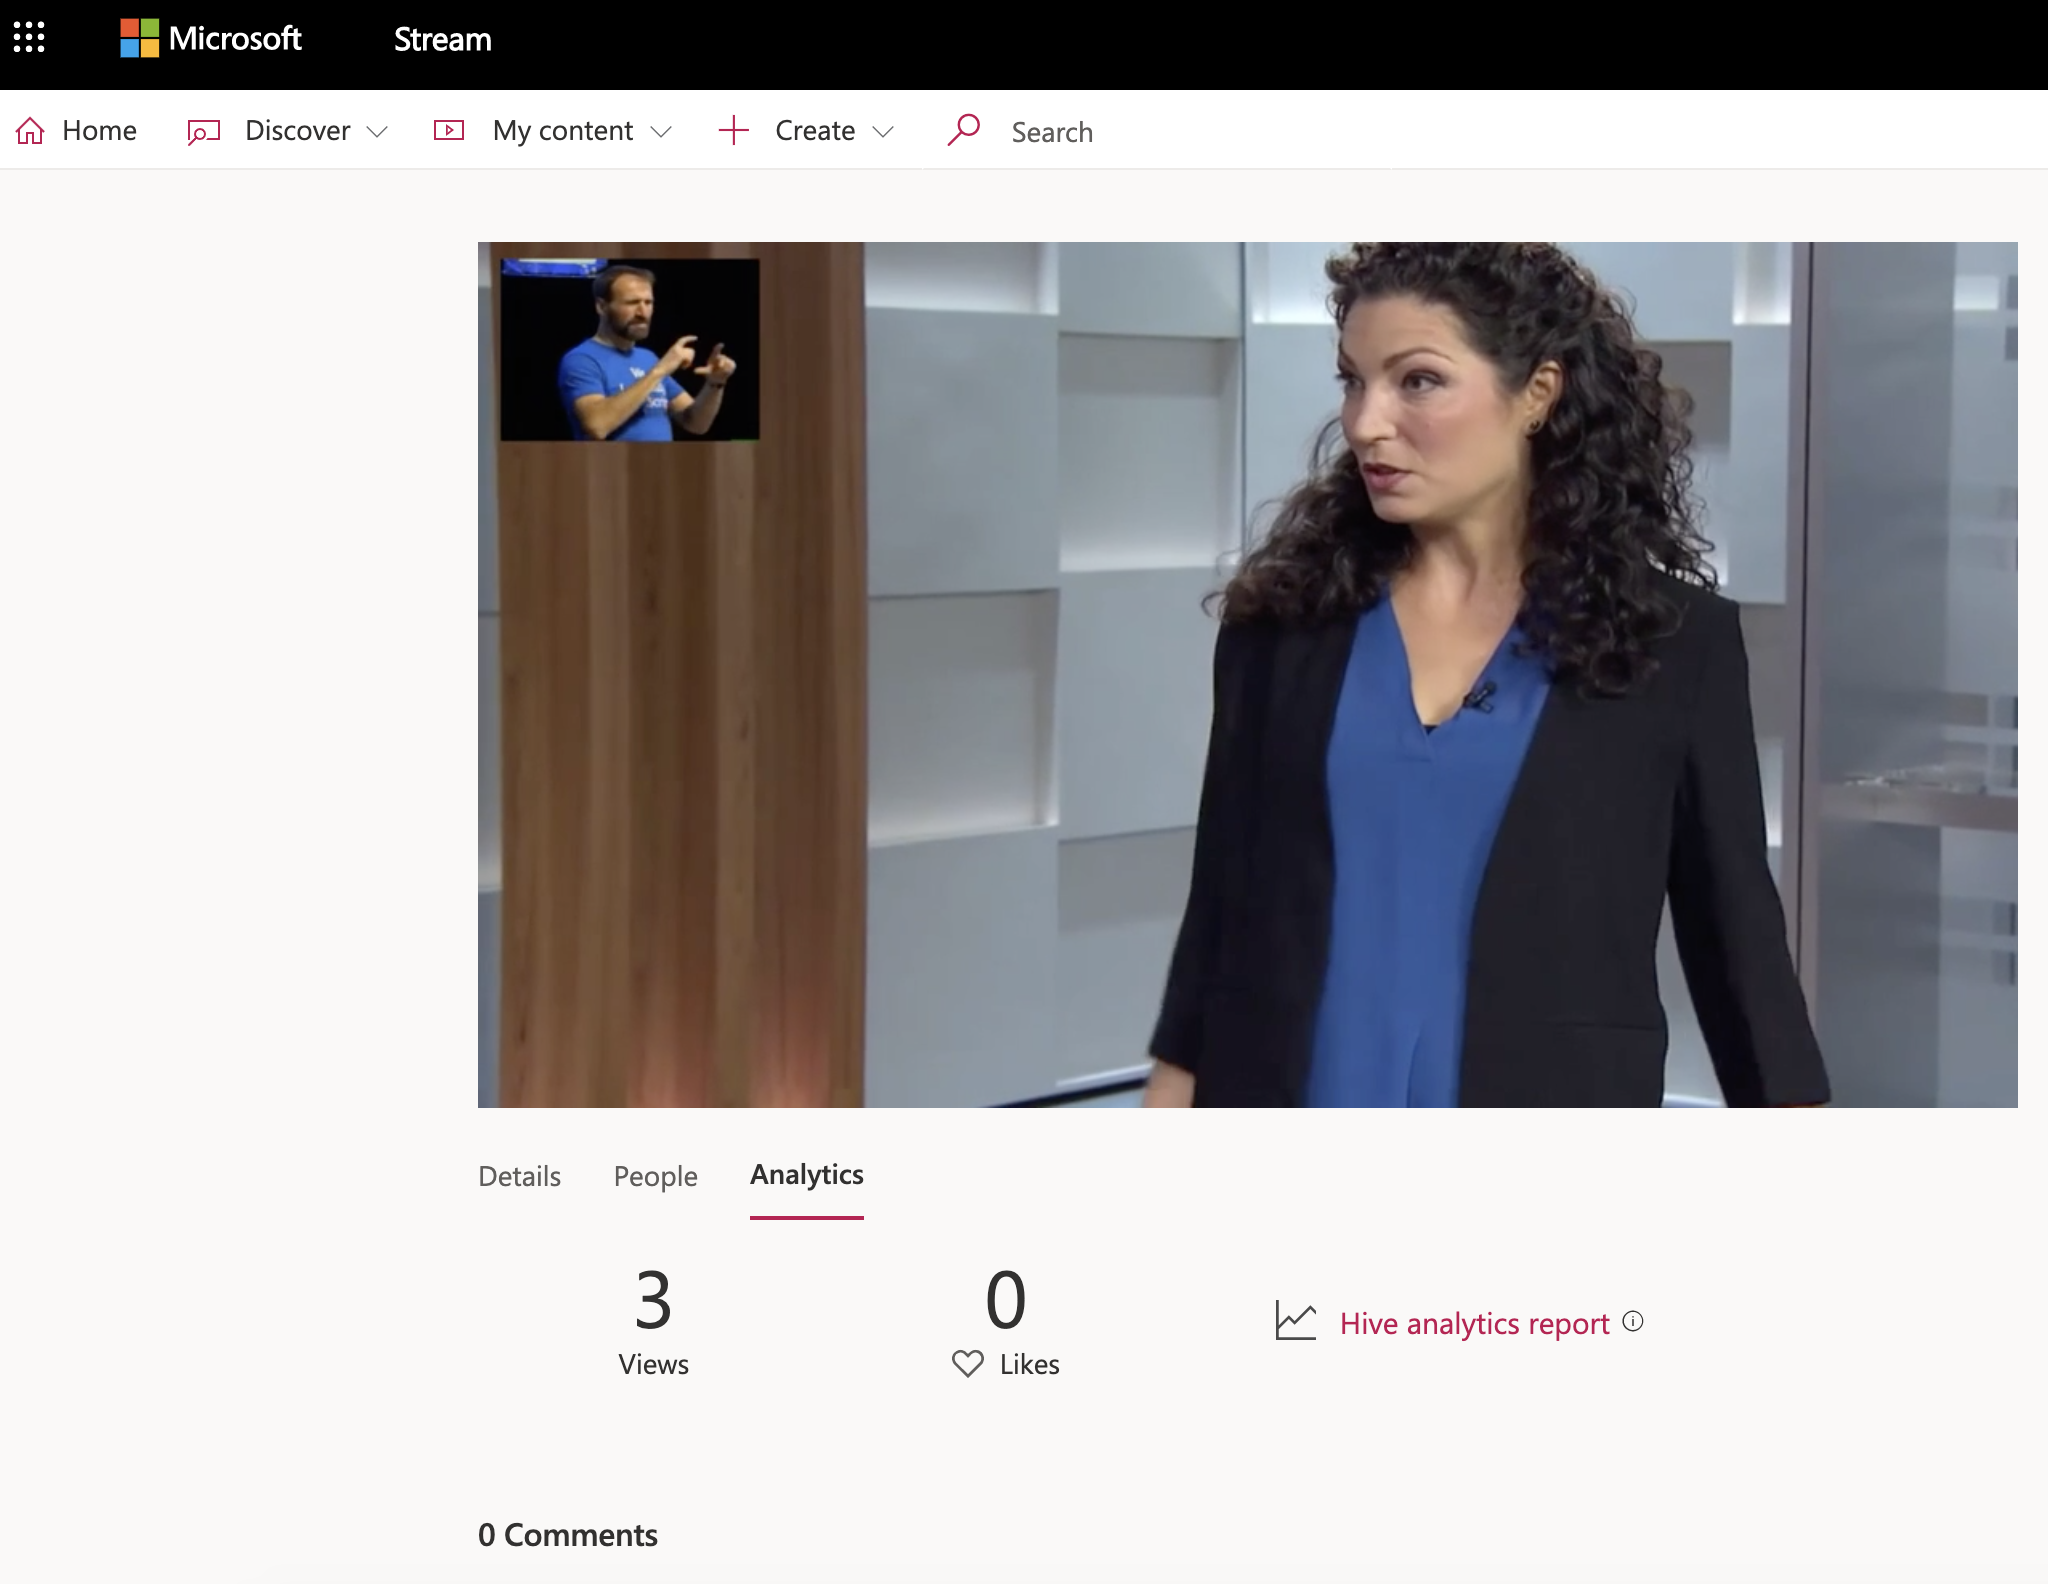 Microsoft Stream
Home Discover My content Create Search
Details People Analytics
3 0
Hive analytics report
Views Likes
0 Comments